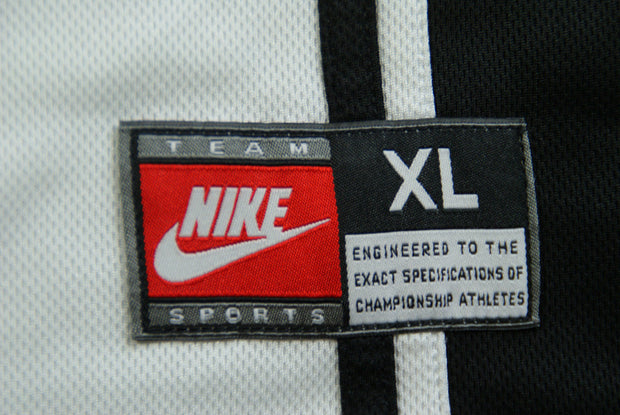 TEAM
NIKE
SPORTS
XL
ENGINEERED TO THE
EXACT SPECIFICATIONS OF
CHAMPIONSHIP ATHLETES